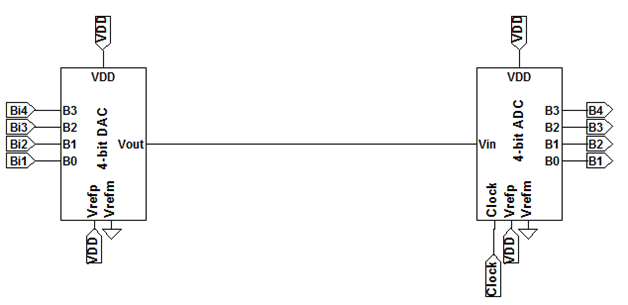 VDD
VDD
VDD
VDD
Bi4
B3
Bi3
B2
Bi2
B1
Bi1
B0
4-bit DAC
Vout
Vrefp
Vrefm
VDD
Vin
4-bit ADC
B3
B4
B2
B3
B1
B2
B0
B1
Clock
Vrefp
Vrefm
Clock
VDD